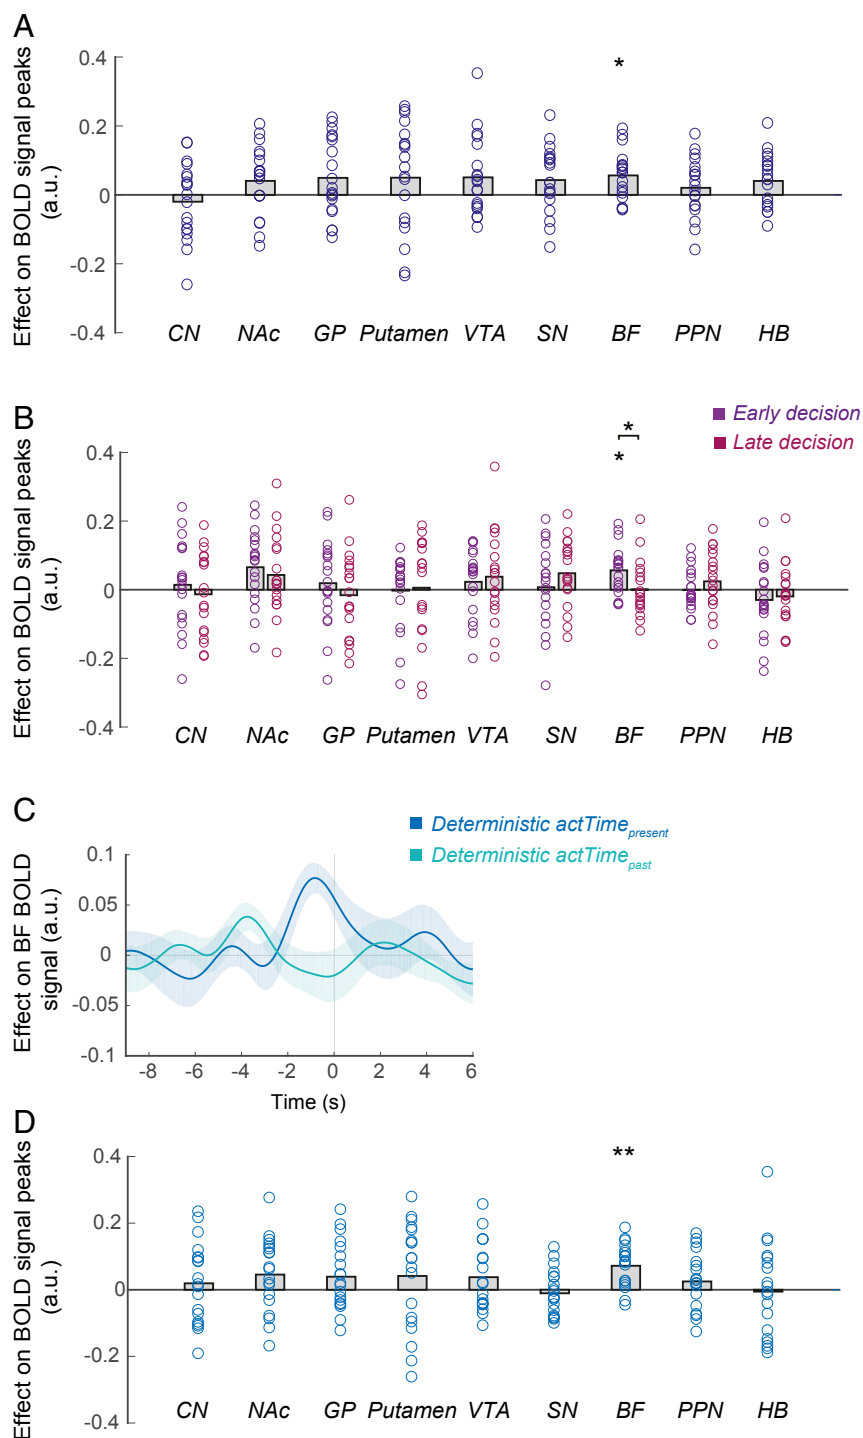 A
Effect on BOLD signal peaks
(a.u.)
0.4
0.2
0
-0.2
-0.4
*
CN NAc GP Putamen VTA SN BF PPN HB
B
Early decision
Late decision
Effect on BOLD signal peaks
(a.u.)
0.4
0.2
0
-0.2
-0.4
*
*
CN NAc GP Putamen VTA SN BF PPN HB
C
Deterministic actTime present
Deterministic actTime past
Effect on BF BOLD
signal (a.u.)
0.1
0.05
0
-0.05
-0.1
-8 -6 -4 -2 0 2 4 6
Time (s)
D
Effect on BOLD signal peaks
(a.u.)
0.4
0.2
0
-0.2
-0.4
**
CN NAc GP Putamen VTA SN BF PPN HB